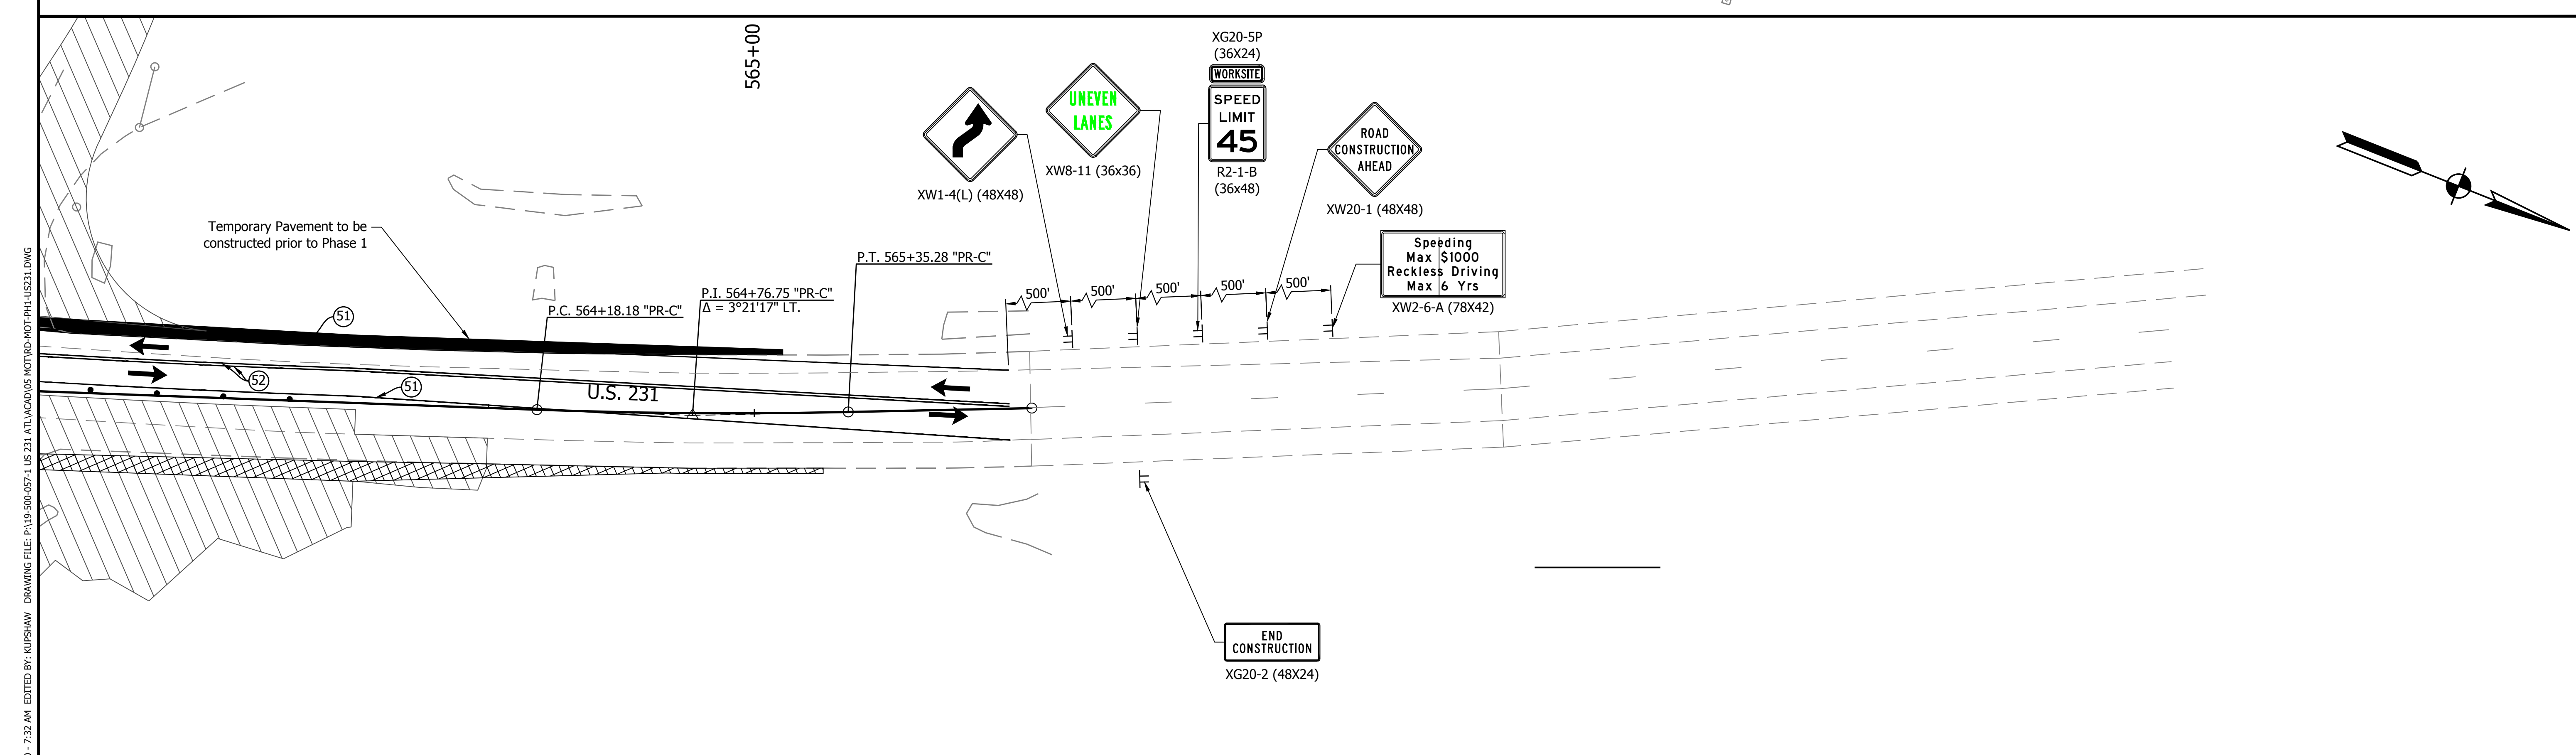 565+00
XG20-5P
(36X24)
WORKSITE
SPEED
LIMIT
45
R2-1-B
(36x48)
UNEVEN
LANES
XW8-11 (36x36)
XW1-4(L) (48X48)
ROAD
CONSTRUCTION
AHEAD
XW20-1 (48X48)
Speeding
Max $1000
Reckless Driving
Max 6 Yrs
XW2-6-A (78X42)
Temporary Pavement to be
constructed prior to Phase 1
P.C. 564+18.18 "PR-C"
P.I. 564+76.75 "PR-C"
Δ = 3°21'17" LT.
P.T. 565+35.28 "PR-C"
500'
500'
500'
500'
500'
51
52
51
U.S. 231
END
CONSTRUCTION
XG20-2 (48X24)
- 7:32 AM EDITED BY: KUPSHAW DRAWING FILE: P:\19-500-057-1 US 231 ATL\ACAD\05 MOT\RD-MOT-PH1-US231.DWG